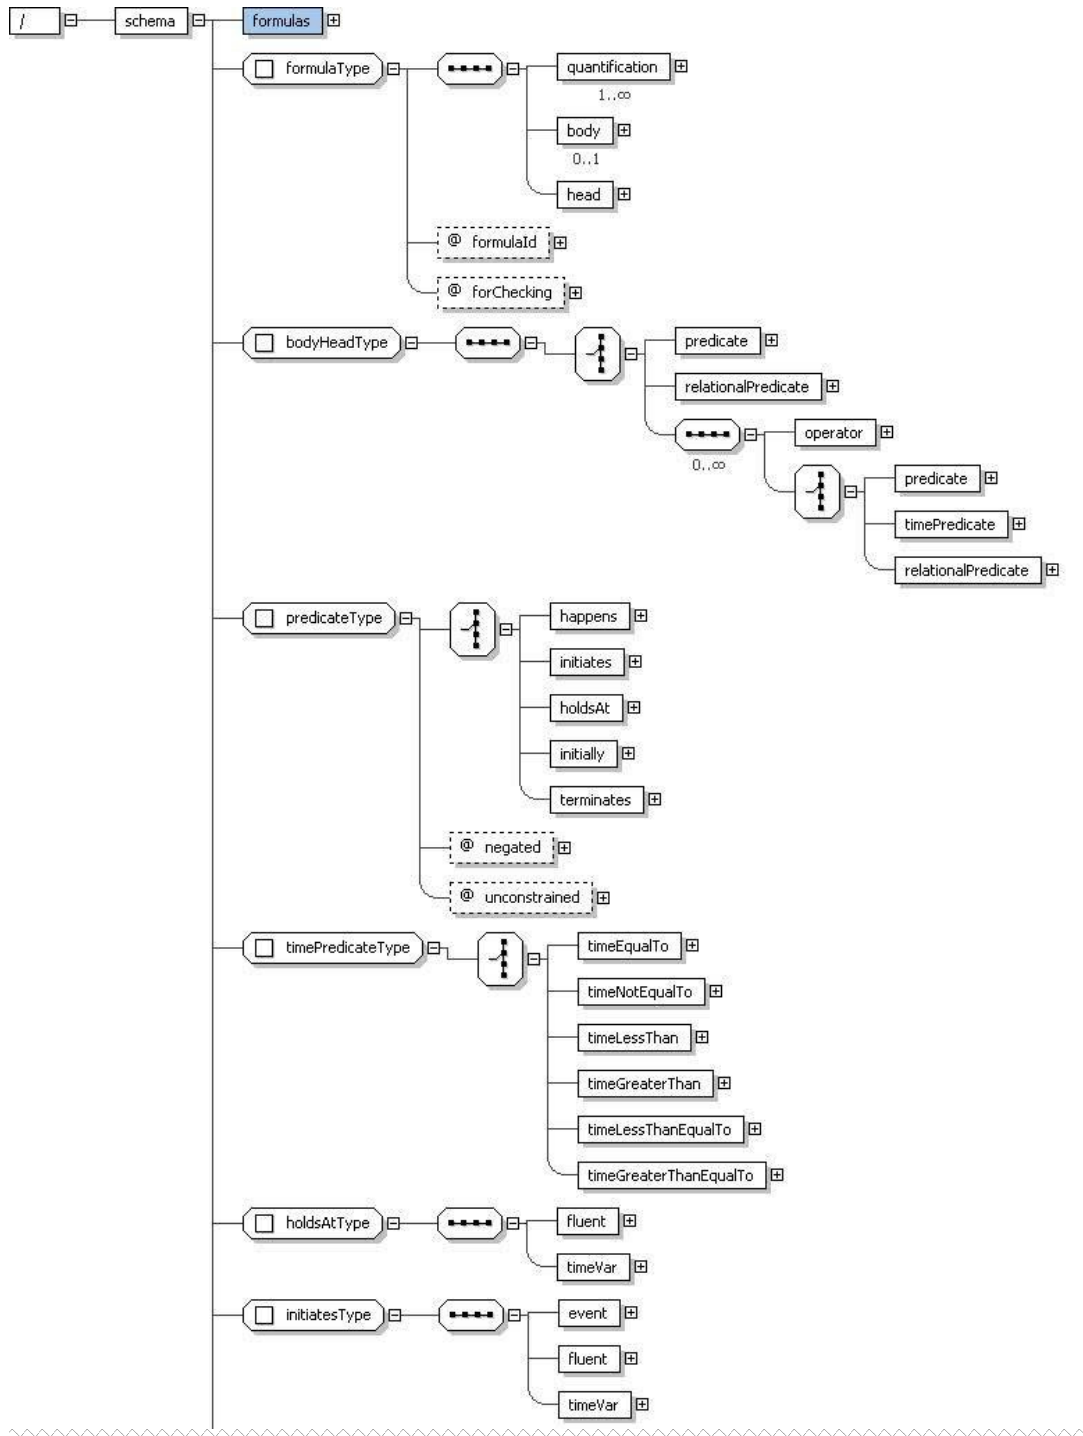 / schema formulas
formulaType quantification
1..∞
body
0..1
head
@ formulaId
@ forChecking
bodyHeadType predicate
relationalPredicate
operator
0..∞
predicate
timePredicate
relationalPredicate
predicateType happens
initiates
holdsAt
initially
terminates
@ negated
@ unconstrained
timePredicateType timeEqualTo
timeNotEqualTo
timeLessThan
timeGreaterThan
timeLessThanEqualTo
timeGreaterThanEqualTo
holdsAtType fluent
timeVar
initiatesType event
fluent
timeVar